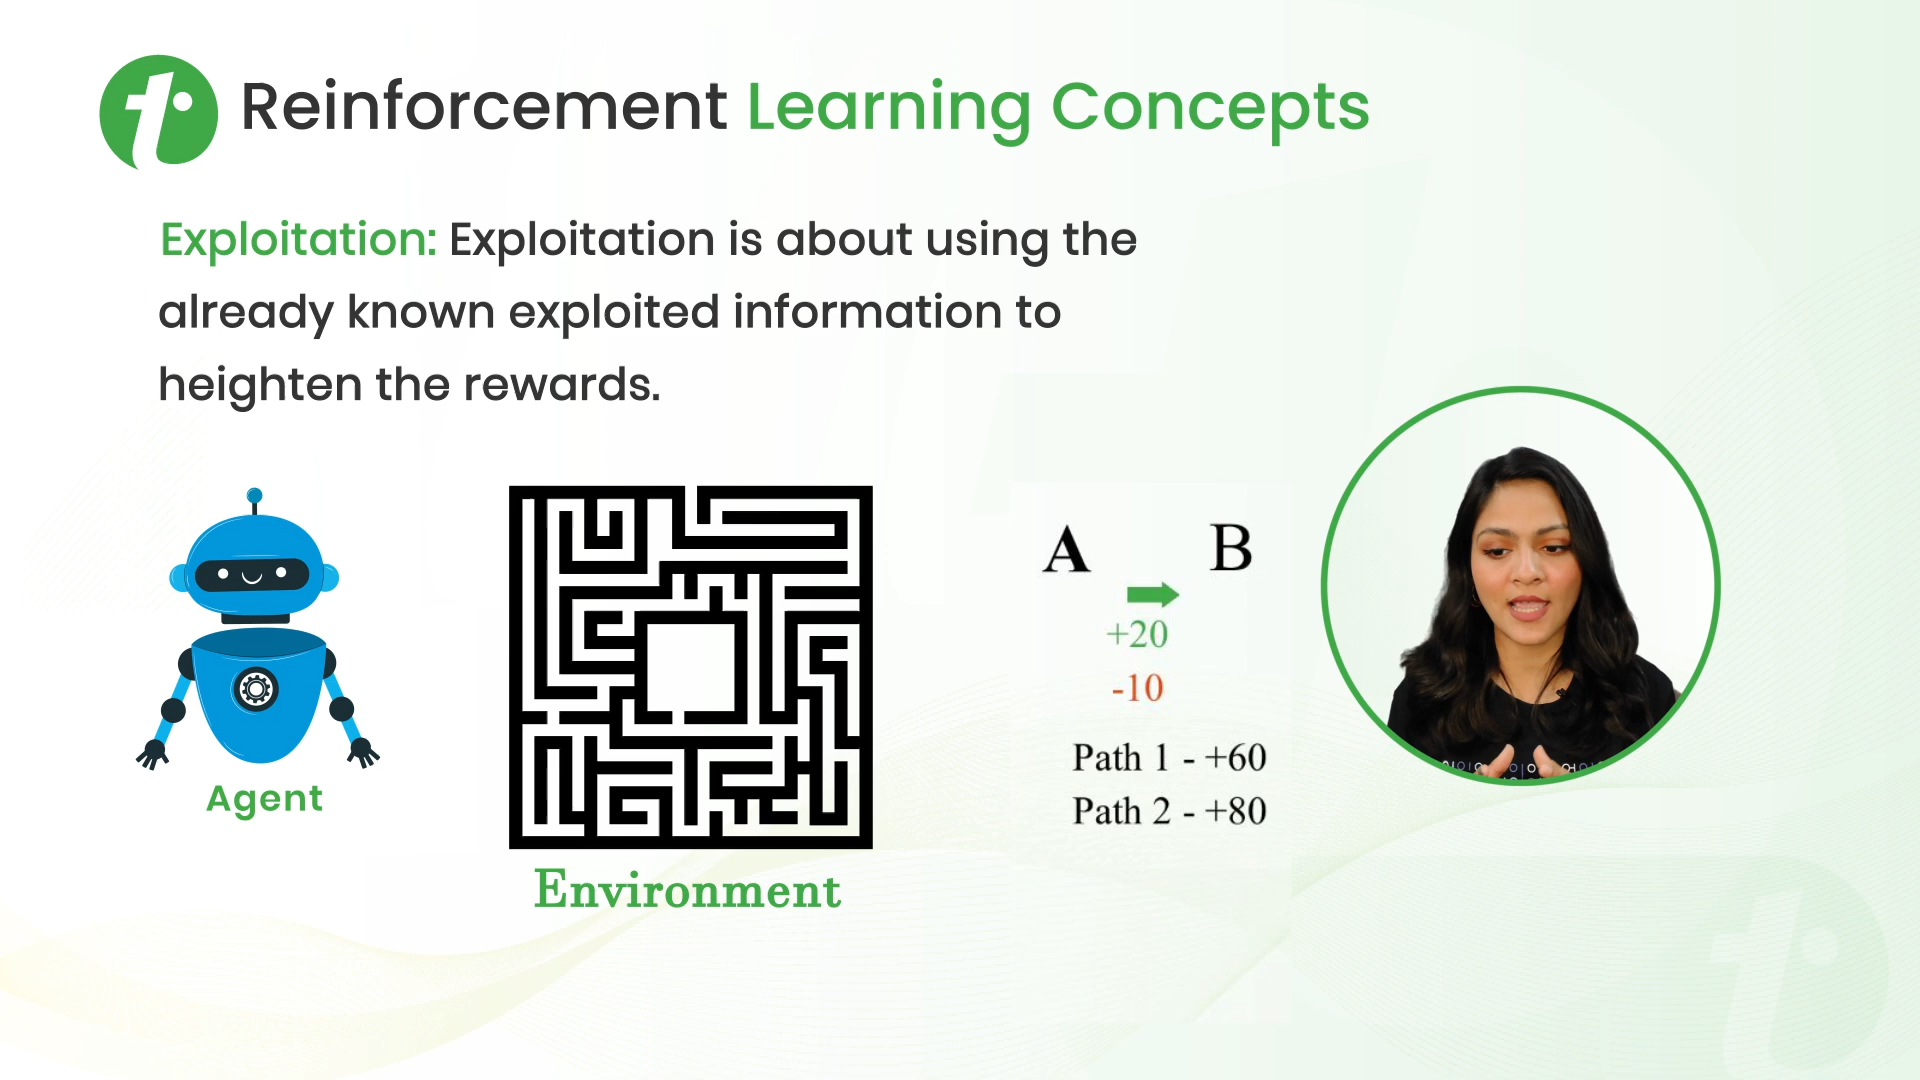 Reinforcement Learning Concepts
Exploitation: Exploitation is about using the
already known exploited information to
heighten the rewards.
A B
+20
-10
Path 1 - +60
Path 2 - +80
Agent
Environment